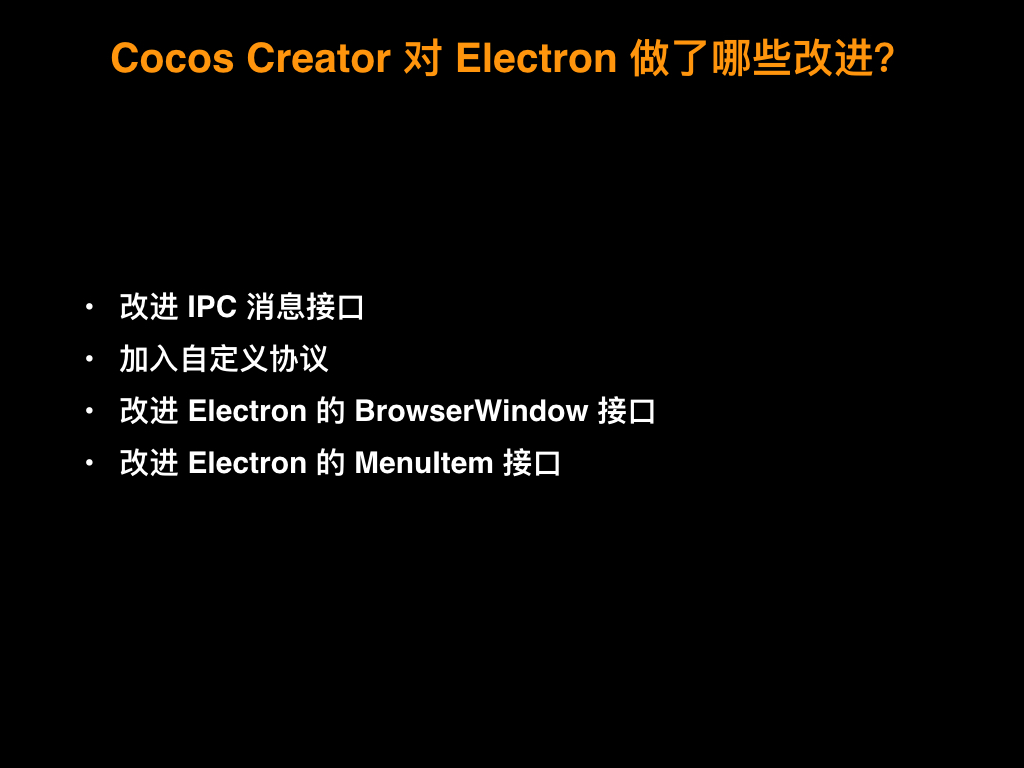 Cocos Creator 对 Electron 做了哪些改进?
• 改进 IPC 消息接口
• 加入自定义协议
• 改进 Electron 的 BrowserWindow 接口
• 改进 Electron 的 MenuItem 接口